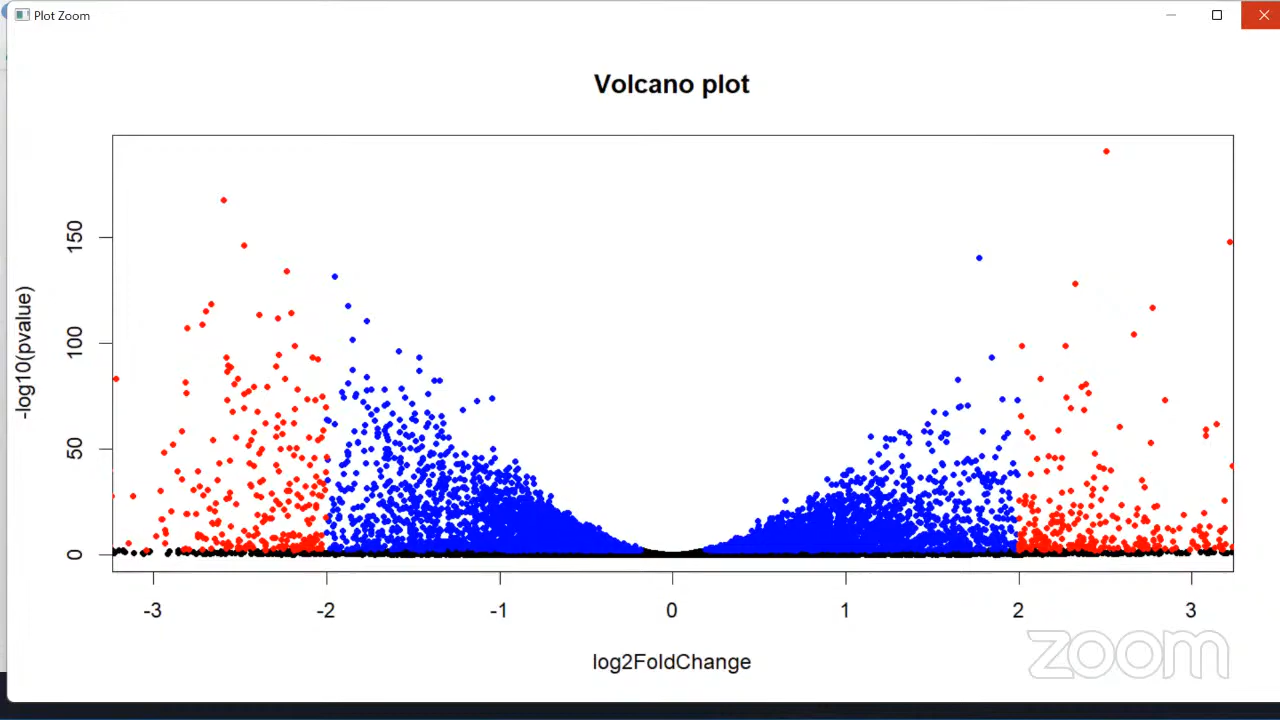 Plot Zoom
Volcano plot
-log10(pvalue)
150
100
50
0
-3 -2 -1 0 1 2 3
log2FoldChange
zoom